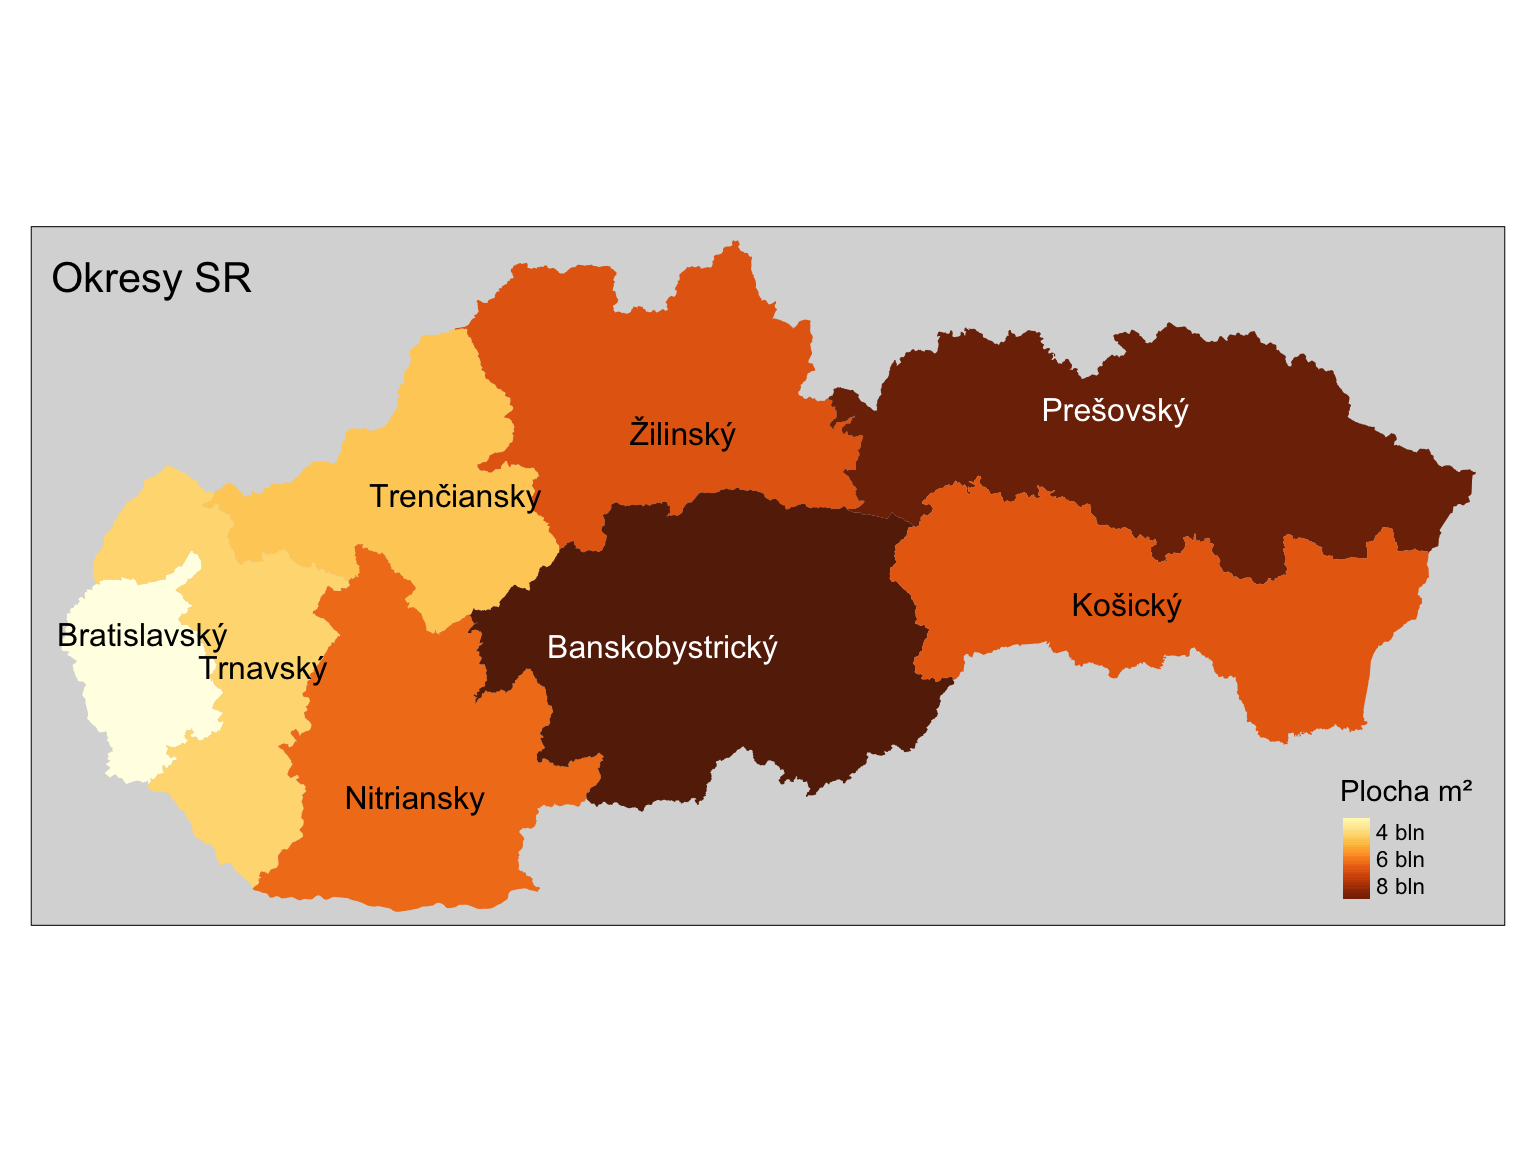 Okresy SR
Prešovský
Žilinský
Trenčiansky
Košický
Bratislavský
Banskobystrický
Trnavský
Nitriansky
Plocha m²
4 bln
6 bln
8 bln